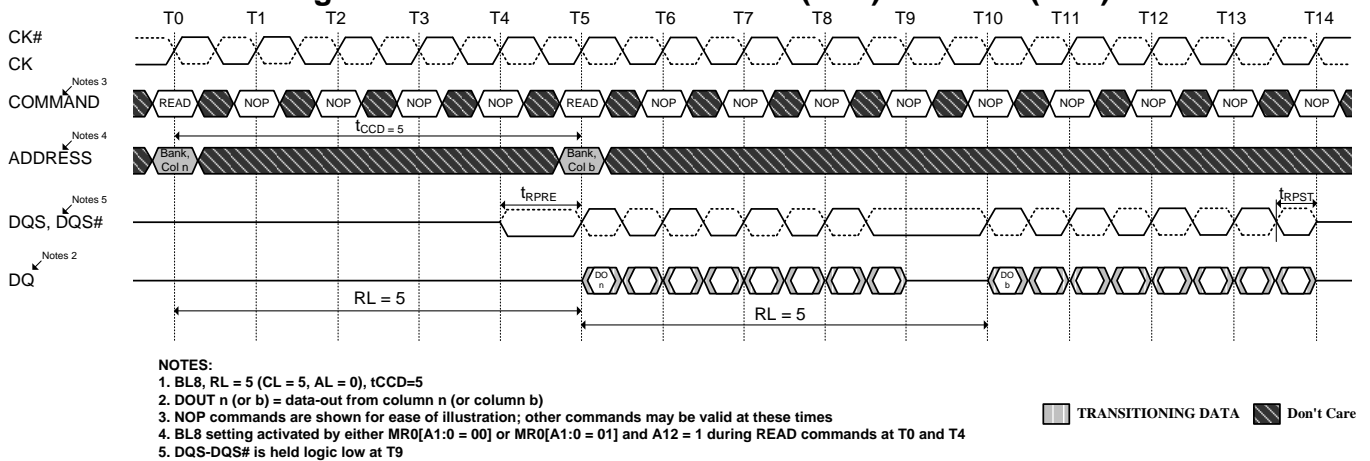 T0 T1 T2 T3 T4 T5 T6 T7 T8 T9 T10 T11 T12 T13 T14
CK#
CK
Notes 3
COMMAND READ NOP NOP NOP NOP READ NOP NOP NOP NOP NOP NOP NOP NOP NOP
tCCD = 5
Notes 4
ADDRESS
Bank, Col n
Bank, Col b
Notes 5
DQS, DQS#
tRPRE
tRPST
Notes 2
DQ
DO n
DO b
RL = 5
RL = 5
NOTES:
1. BL8, RL = 5 (CL = 5, AL = 0), tCCD=5
2. DOUT n (or b) = data-out from column n (or column b)
3. NOP commands are shown for ease of illustration; other commands may be valid at these times
4. BL8 setting activated by either MR0[A1:0 = 00] or MR0[A1:0 = 01] and A12 = 1 during READ commands at T0 and T4
5. DQS-DQS# is held logic low at T9
TRANSITIONING DATA Don't Care